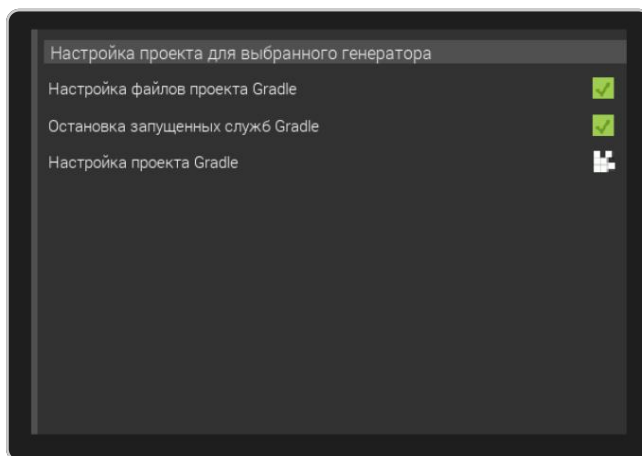 Настройка проекта для выбранного генератора
Настройка файлов проекта Gradle
Остановка запущенных служб Gradle
Настройка проекта Gradle